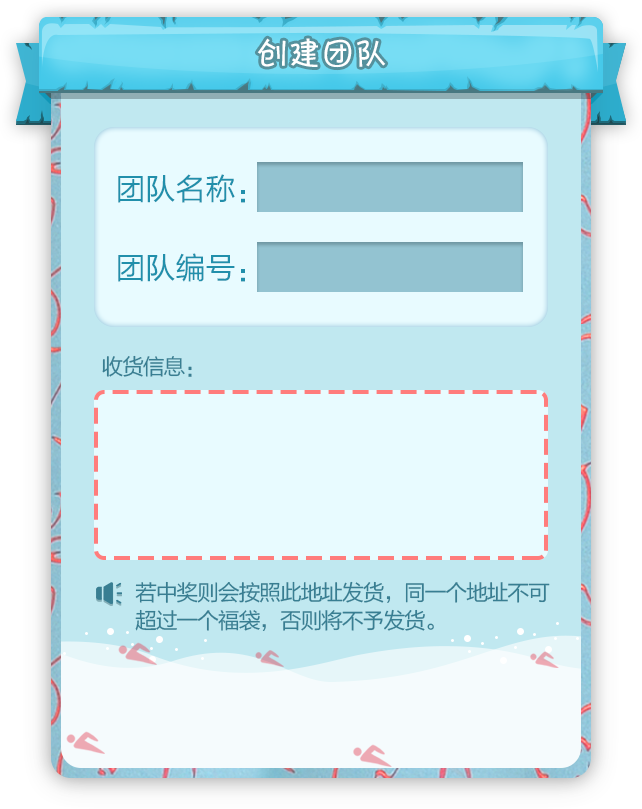 创建团队
团队名称：
团队编号：
收货信息：
若中奖则会按照此地址发货，同一个地址不可
超过一个福袋，否则将不予发货。